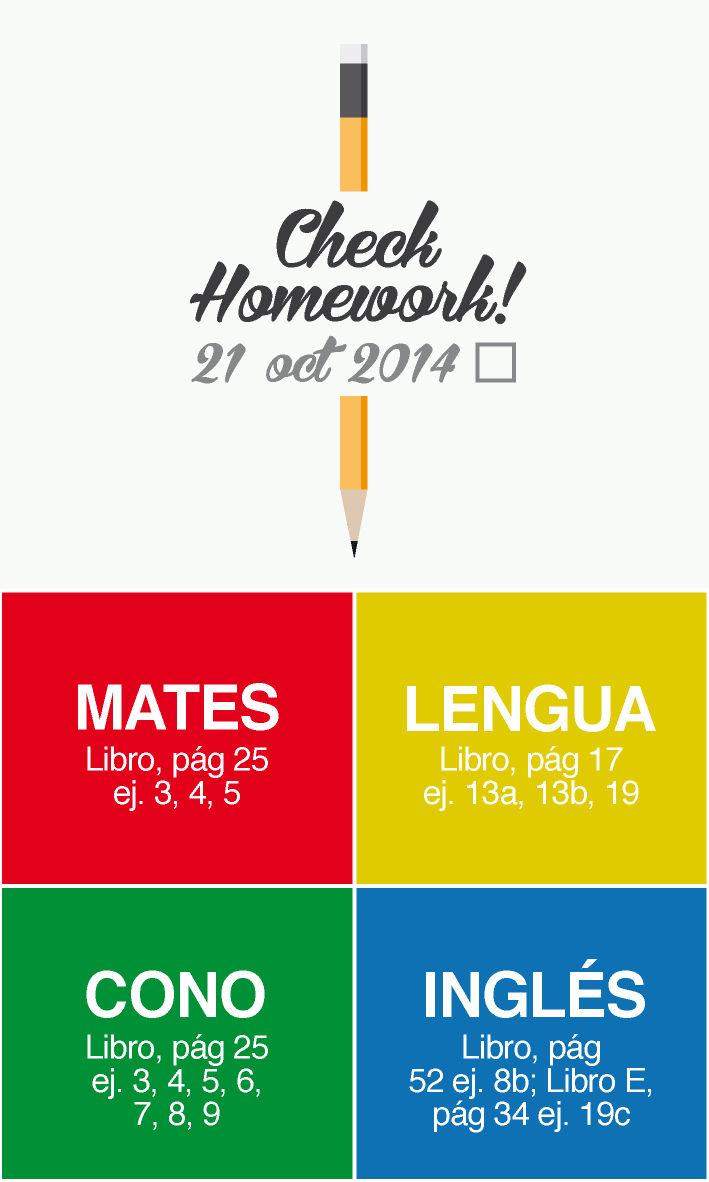 Check
Homework!
21 oct 2014
MATES
Libro, pág 25
ej. 3, 4, 5
LENGUA
Libro, pág 17
ej. 13a, 13b, 19
CONO
Libro, pág 25
ej. 3, 4, 5, 6,
7, 8, 9
INGLÉS
Libro, pág
52 ej. 8b; Libro E,
pág 34 ej. 19c